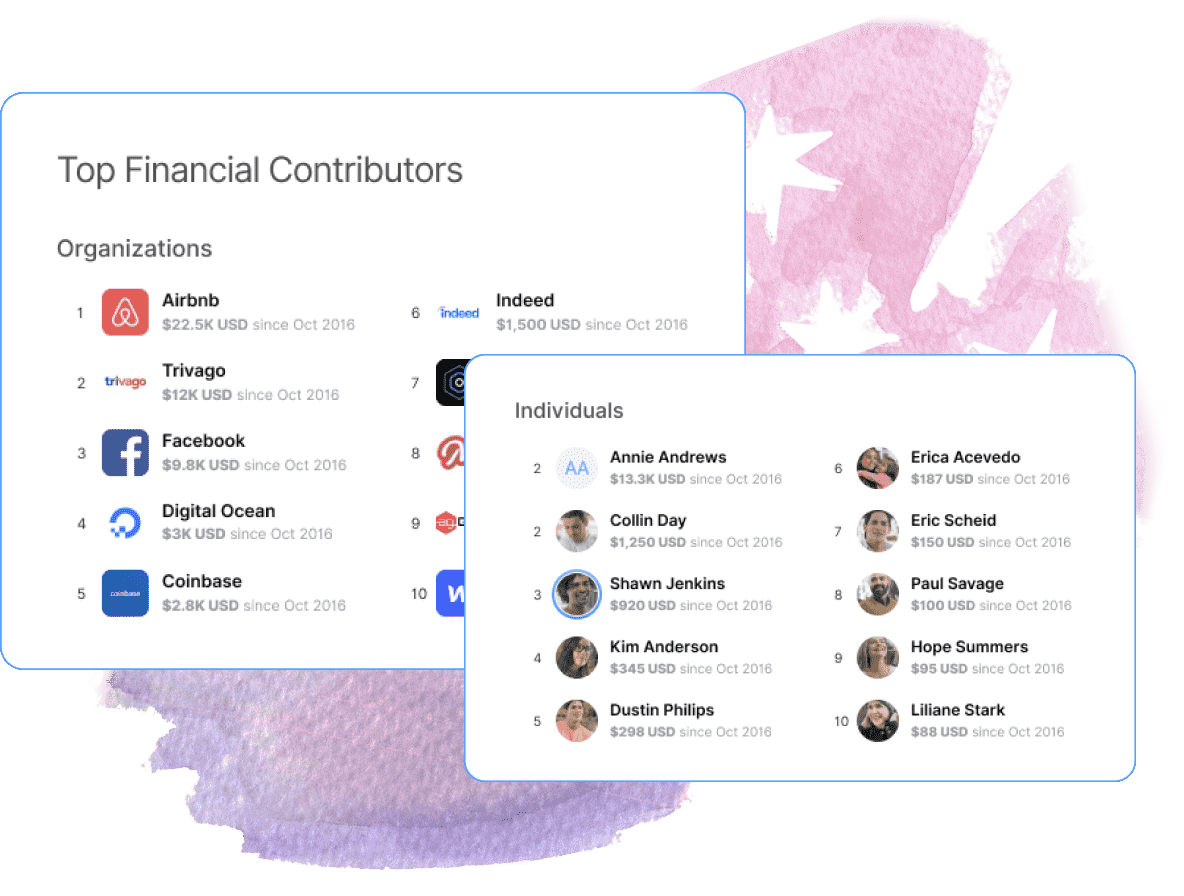 Top Financial Contributors
Organizations
1
Airbnb
$22.5K USD since Oct 2016
2
trivago
Trivago
$12K USD since Oct 2016
3
f
Facebook
$9.8K USD since Oct 2016
4
Digital Ocean
$3K USD since Oct 2016
5
coinbase
Coinbase
$2.8K USD since Oct 2016
6
indeed
Indeed
$1,500 USD since Oct 2016
7
8
9
10
Individuals
2
AA
Annie Andrews
$13.3K USD since Oct 2016
2
Collin Day
$1,250 USD since Oct 2016
3
Shawn Jenkins
$920 USD since Oct 2016
4
Kim Anderson
$345 USD since Oct 2016
5
Dustin Philips
$298 USD since Oct 2016
6
Erica Acevedo
$187 USD since Oct 2016
7
Eric Scheid
$150 USD since Oct 2016
8
Paul Savage
$100 USD since Oct 2016
9
Hope Summers
$95 USD since Oct 2016
10
Liliane Stark
$88 USD since Oct 2016